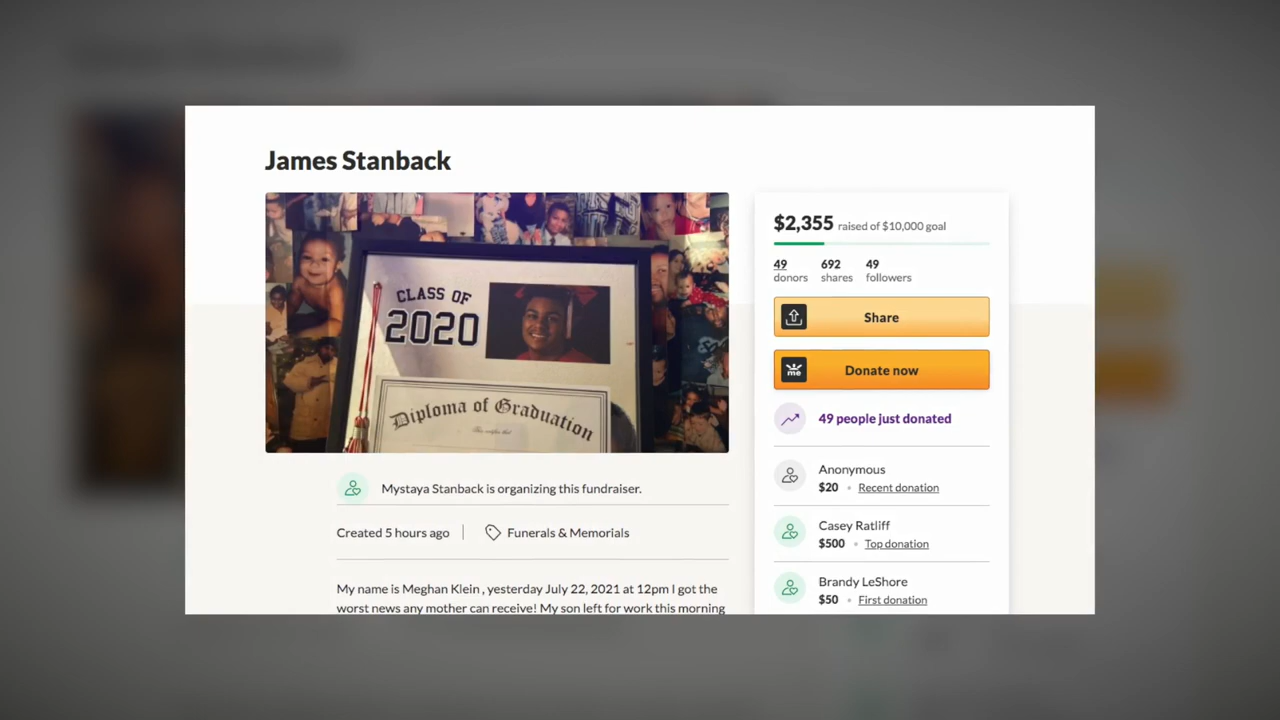 James Stanback
CLASS OF
2020
Diploma of Graduation
$2,355 raised of $10,000 goal
49 692 49
donors shares followers
Share
me Donate now
49 people just donated
Anonymous
$20 • Recent donation
Casey Ratliff
$500 • Top donation
Brandy LeShore
$50 • First donation
Mystaya Stanback is organizing this fundraiser.
Created 5 hours ago Funerals & Memorials
My name is Meghan Klein , yesterday July 22, 2021 at 12pm I got the
worst news any mother can receive! My son left for work this morning